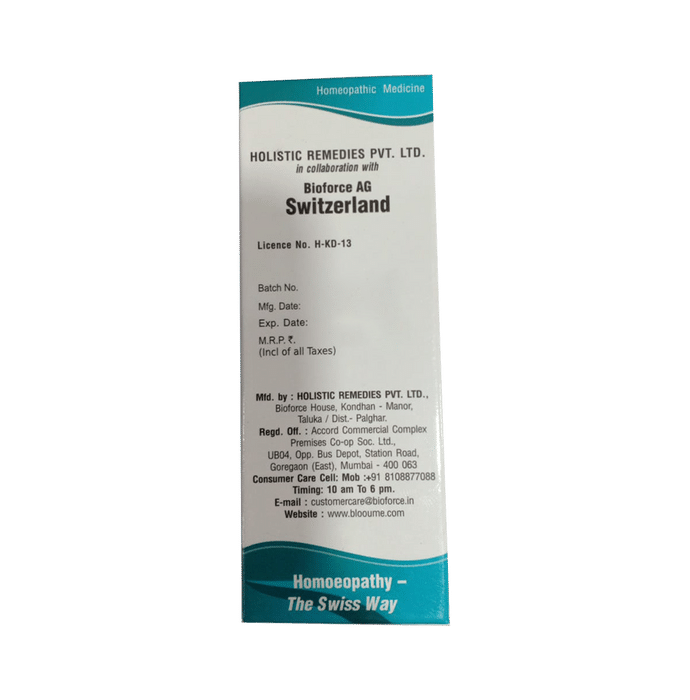 Homeopathic Medicine
HOLISTIC REMEDIES PVT. LTD.
in collaboration with
Bioforce AG
Switzerland
Licence No. H-KD-13
Batch No.
Mfg. Date:
Exp. Date:
M.R.P. ₹.
(Incl of all Taxes)
Mfd. by : HOLISTIC REMEDIES PVT. LTD.,
Bioforce House, Kondhan - Manor,
Taluka / Dist.- Palghar.
Regd. Off. : Accord Commercial Complex
Premises Co-op Soc. Ltd.,
UB04, Opp. Bus Depot, Station Road,
Goregaon (East), Mumbai - 400 063
Consumer Care Cell: Mob :+91 8108877088
Timing: 10 am To 6 pm.
E-mail : customercare@bioforce.in
Website : www.blooume.com
Homoeopathy –
The Swiss Way